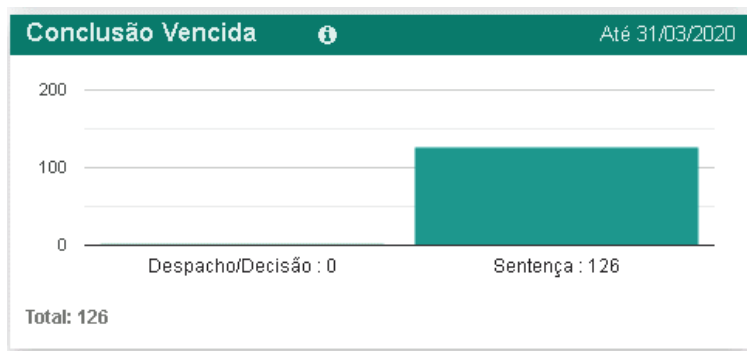 Conclusão Vencida Até 31/03/2020
200
100
0
Despacho/Decisão : 0 Sentença : 126
Total: 126